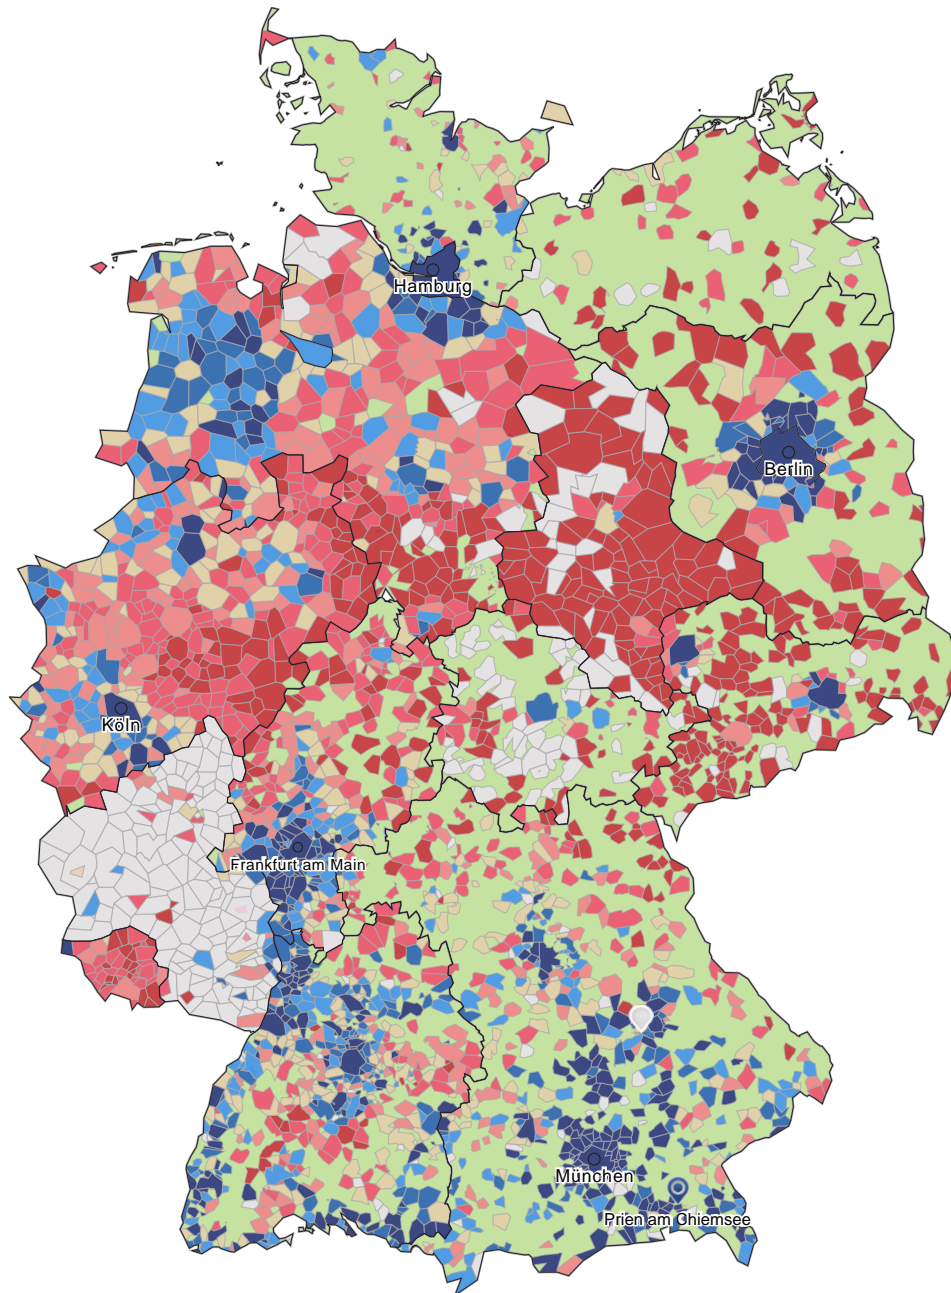 Hamburg
Berlin
Köln
Frankfurt am Main
München
Prien am Chiemsee